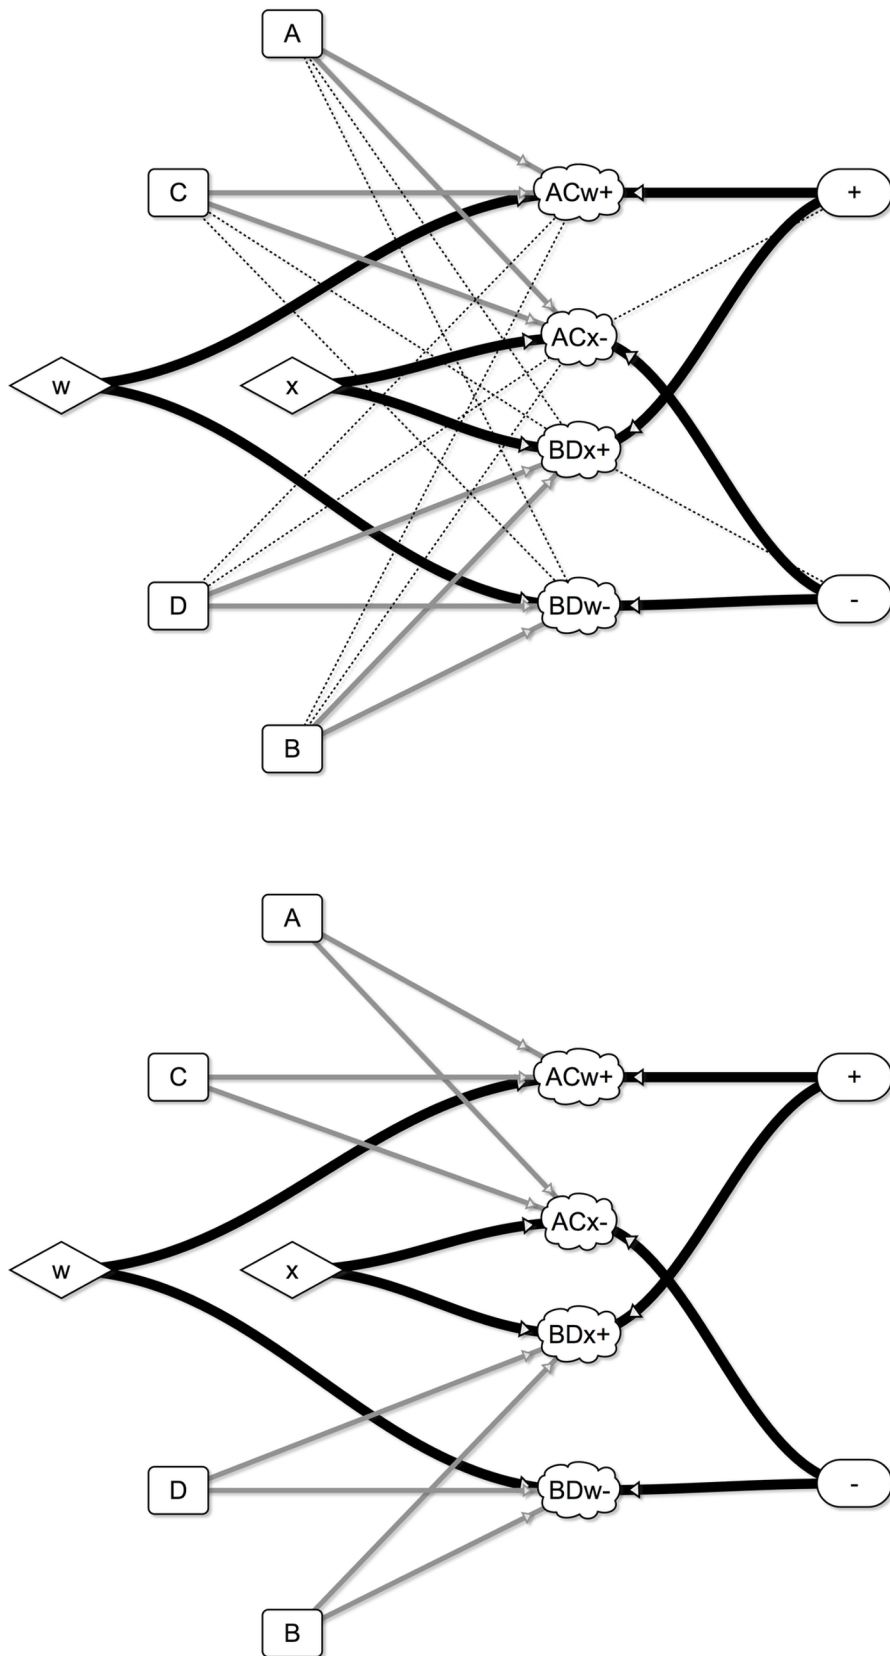 A
C
ACw+
+
ACx-
w
x
BDx+
D
BDw-
-
B
A
C
ACw+
+
ACx-
w
x
BDx+
D
BDw-
-
B